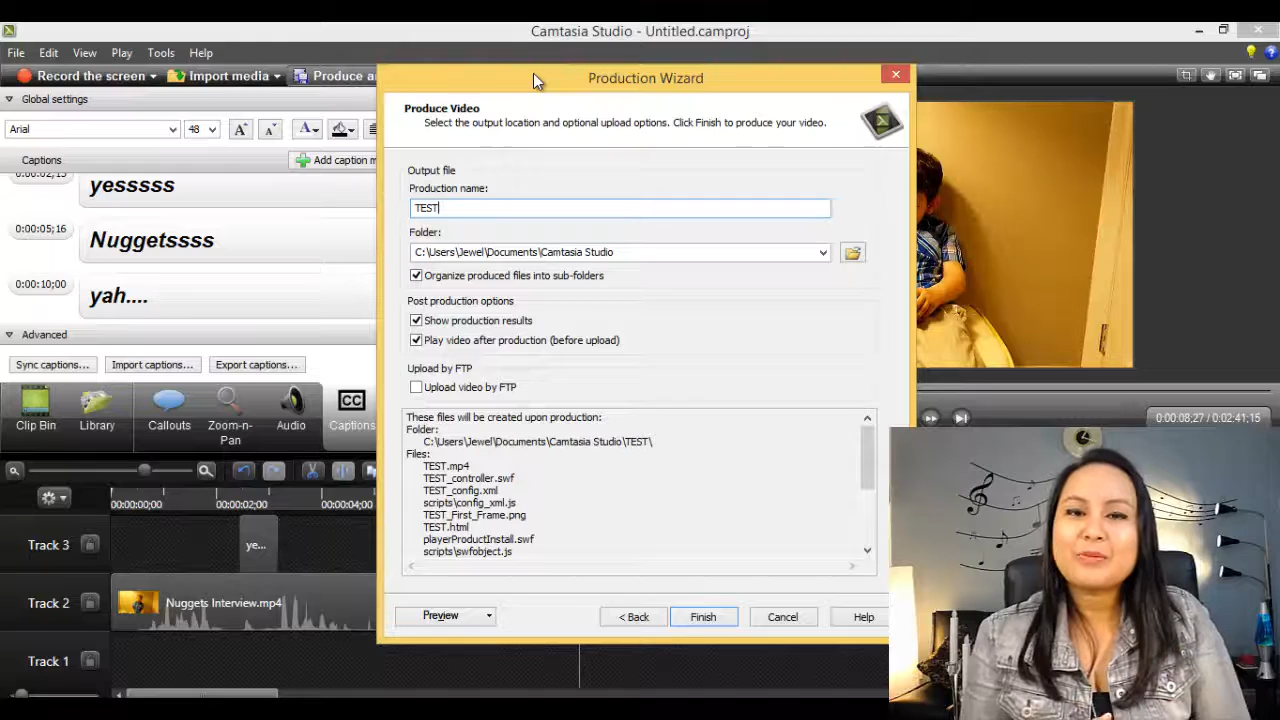 Camtasia Studio - Untitled.camproj
File Edit View Play Tools Help
Record the screen Import media Produce a
Global settings
Arial 48 A A A
Captions Add caption m
yesssss
0:00:05;16 Nuggetssss
0:00:10;00 yah....
Advanced
Sync captions... Import captions... Export captions...
CC
Clip Bin Library Callouts Zoom-n-Pan Audio Captions
00:00:00;00 00:00:02;00 00:00:04;00
Track 3 ye...
Track 2 Nuggets Interview.mp4
Track 1
Production Wizard
Produce Video
Select the output location and optional upload options. Click Finish to produce your video.
Output file
Production name:
TEST
Folder:
C:\Users\Jewel\Documents\Camtasia Studio
Organize produced files into sub-folders
Post production options
Show production results
Play video after production (before upload)
Upload by FTP
Upload video by FTP
These files will be created upon production:
Folder:
C:\Users\Jewel\Documents\Camtasia Studio\TEST\
Files:
TEST.mp4
TEST_controller.swf
TEST_config.xml
scripts\config_xml.js
TEST_First_Frame.png
TEST.html
playerProductInstall.swf
scripts\swfobject.js
Preview < Back Finish Cancel Help
0:00:08;27 / 0:02:41;15